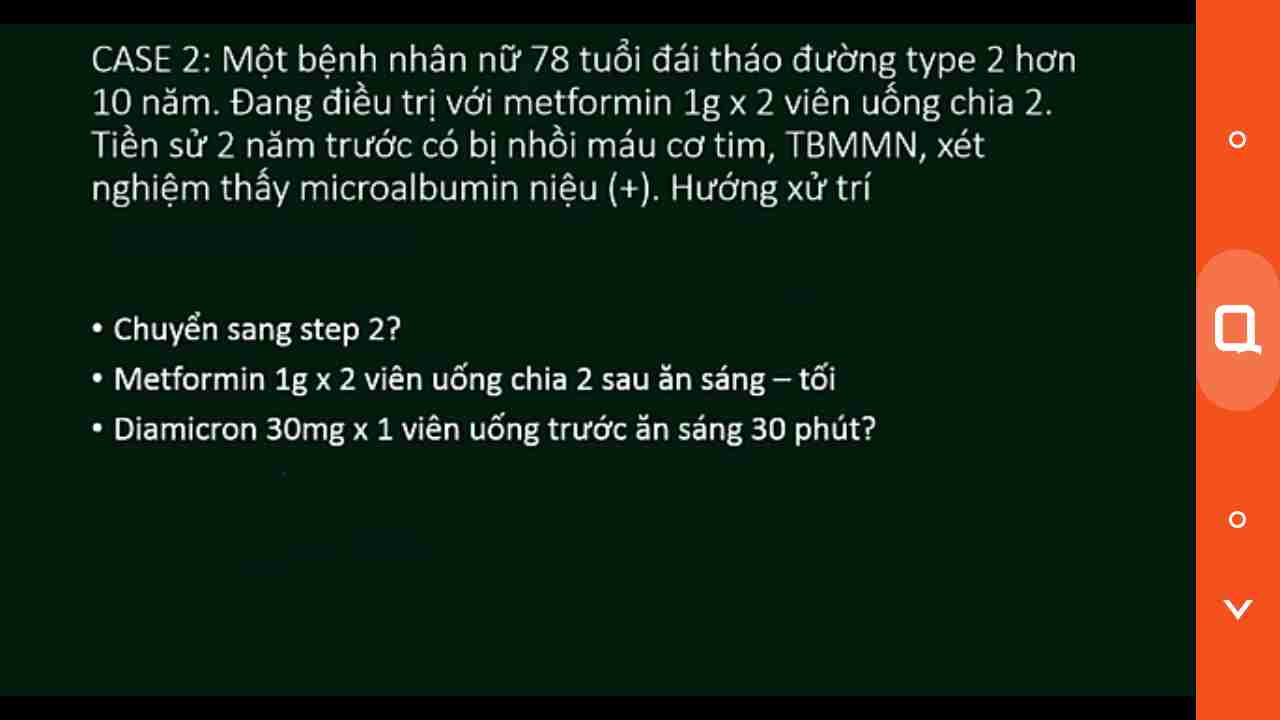 CASE 2: Một bệnh nhân nữ 78 tuổi đái tháo đường type 2 hơn
10 năm. Đang điều trị với metformin 1g x 2 viên uống chia 2.
Tiền sử 2 năm trước có bị nhồi máu cơ tim, TBMMN, xét
nghiệm thấy microalbumin niệu (+). Hướng xử trí
• Chuyển sang step 2?
• Metformin 1g x 2 viên uống chia 2 sau ăn sáng – tối
• Diamicron 30mg x 1 viên uống trước ăn sáng 30 phút?